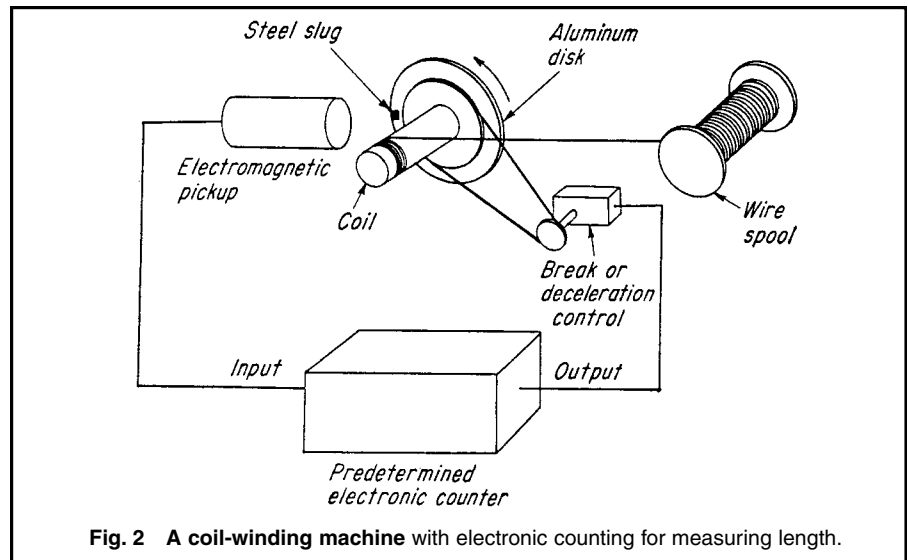 Steel slug
Aluminum
disk
Electromagnetic
pickup
Coil
Wire
spool
Break or
deceleration
control
Input
Output
Predetermined
electronic counter
Fig. 2 A coil-winding machine with electronic counting for measuring length.